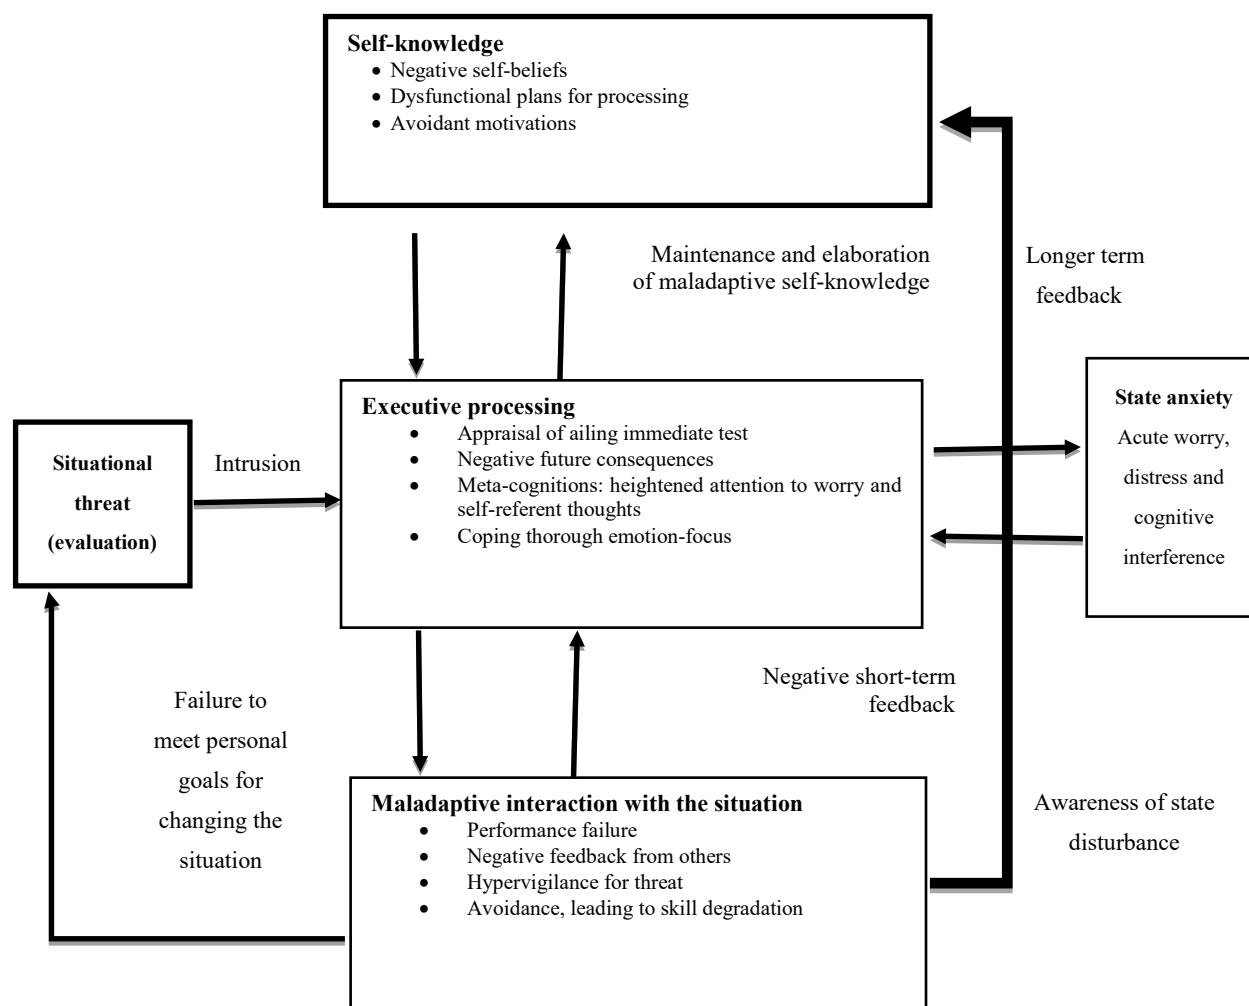 Self-knowledge
• Negative self-beliefs
• Dysfunctional plans for processing
• Avoidant motivations
Maintenance and elaboration
of maladaptive self-knowledge
Longer term
feedback
Executive processing
• Appraisal of ailing immediate test
• Negative future consequences
• Meta-cognitions: heightened attention to worry and
self-referent thoughts
• Coping thorough emotion-focus
State anxiety
Acute worry,
distress and
cognitive
interference
Situational
threat
(evaluation)
Intrusion
Negative short-term
feedback
Failure to
meet personal
goals for
changing the
situation
Maladaptive interaction with the situation
• Performance failure
• Negative feedback from others
• Hypervigilance for threat
• Avoidance, leading to skill degradation
Awareness of state
disturbance